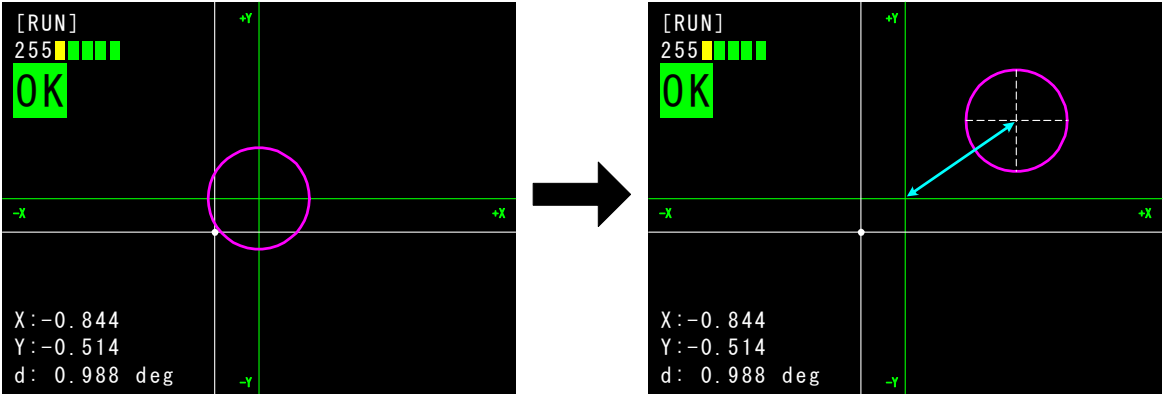 [RUN]
255
OK
+Y
-X
+X
X:-0.844
Y:-0.514
d: 0.988 deg
-Y
[RUN]
255
OK
+Y
-X
+X
X:-0.844
Y:-0.514
d: 0.988 deg
-Y